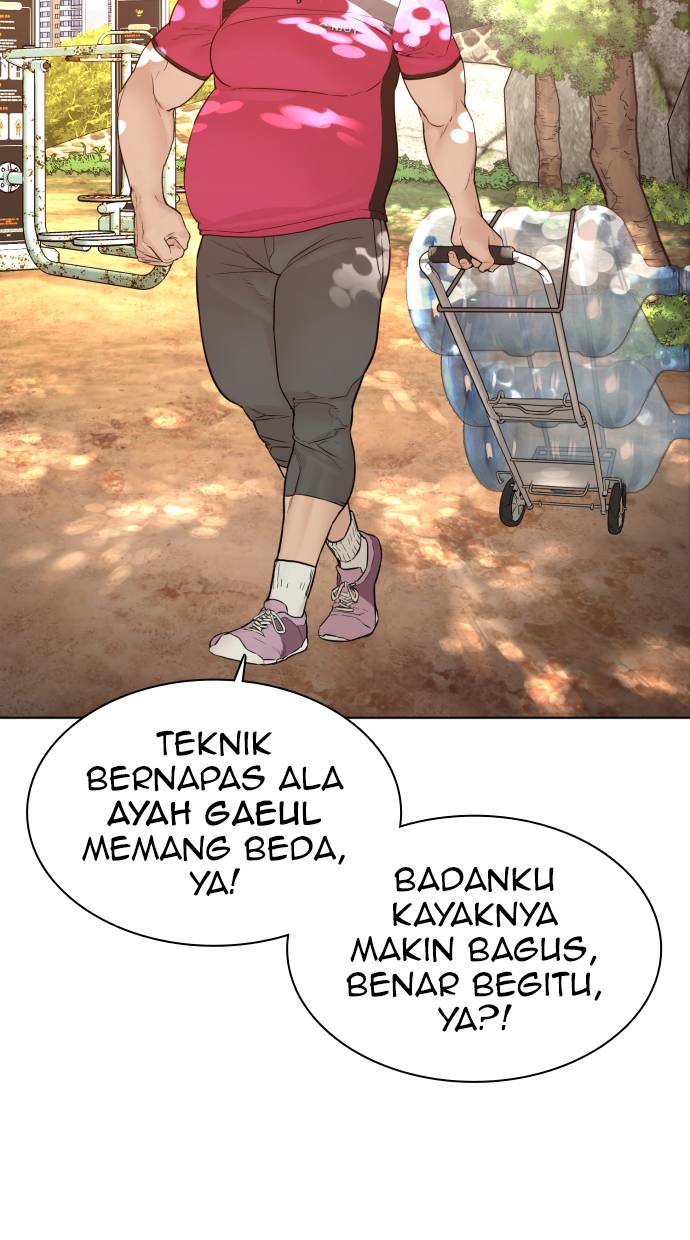 TEKNIK
BERNAPAS ALA
AYAH GAEUL
MEMANG BEDA,
YA!
BADANKU
KAYAKNYA
MAKIN BAGUS,
BENAR BEGITU,
YA?!